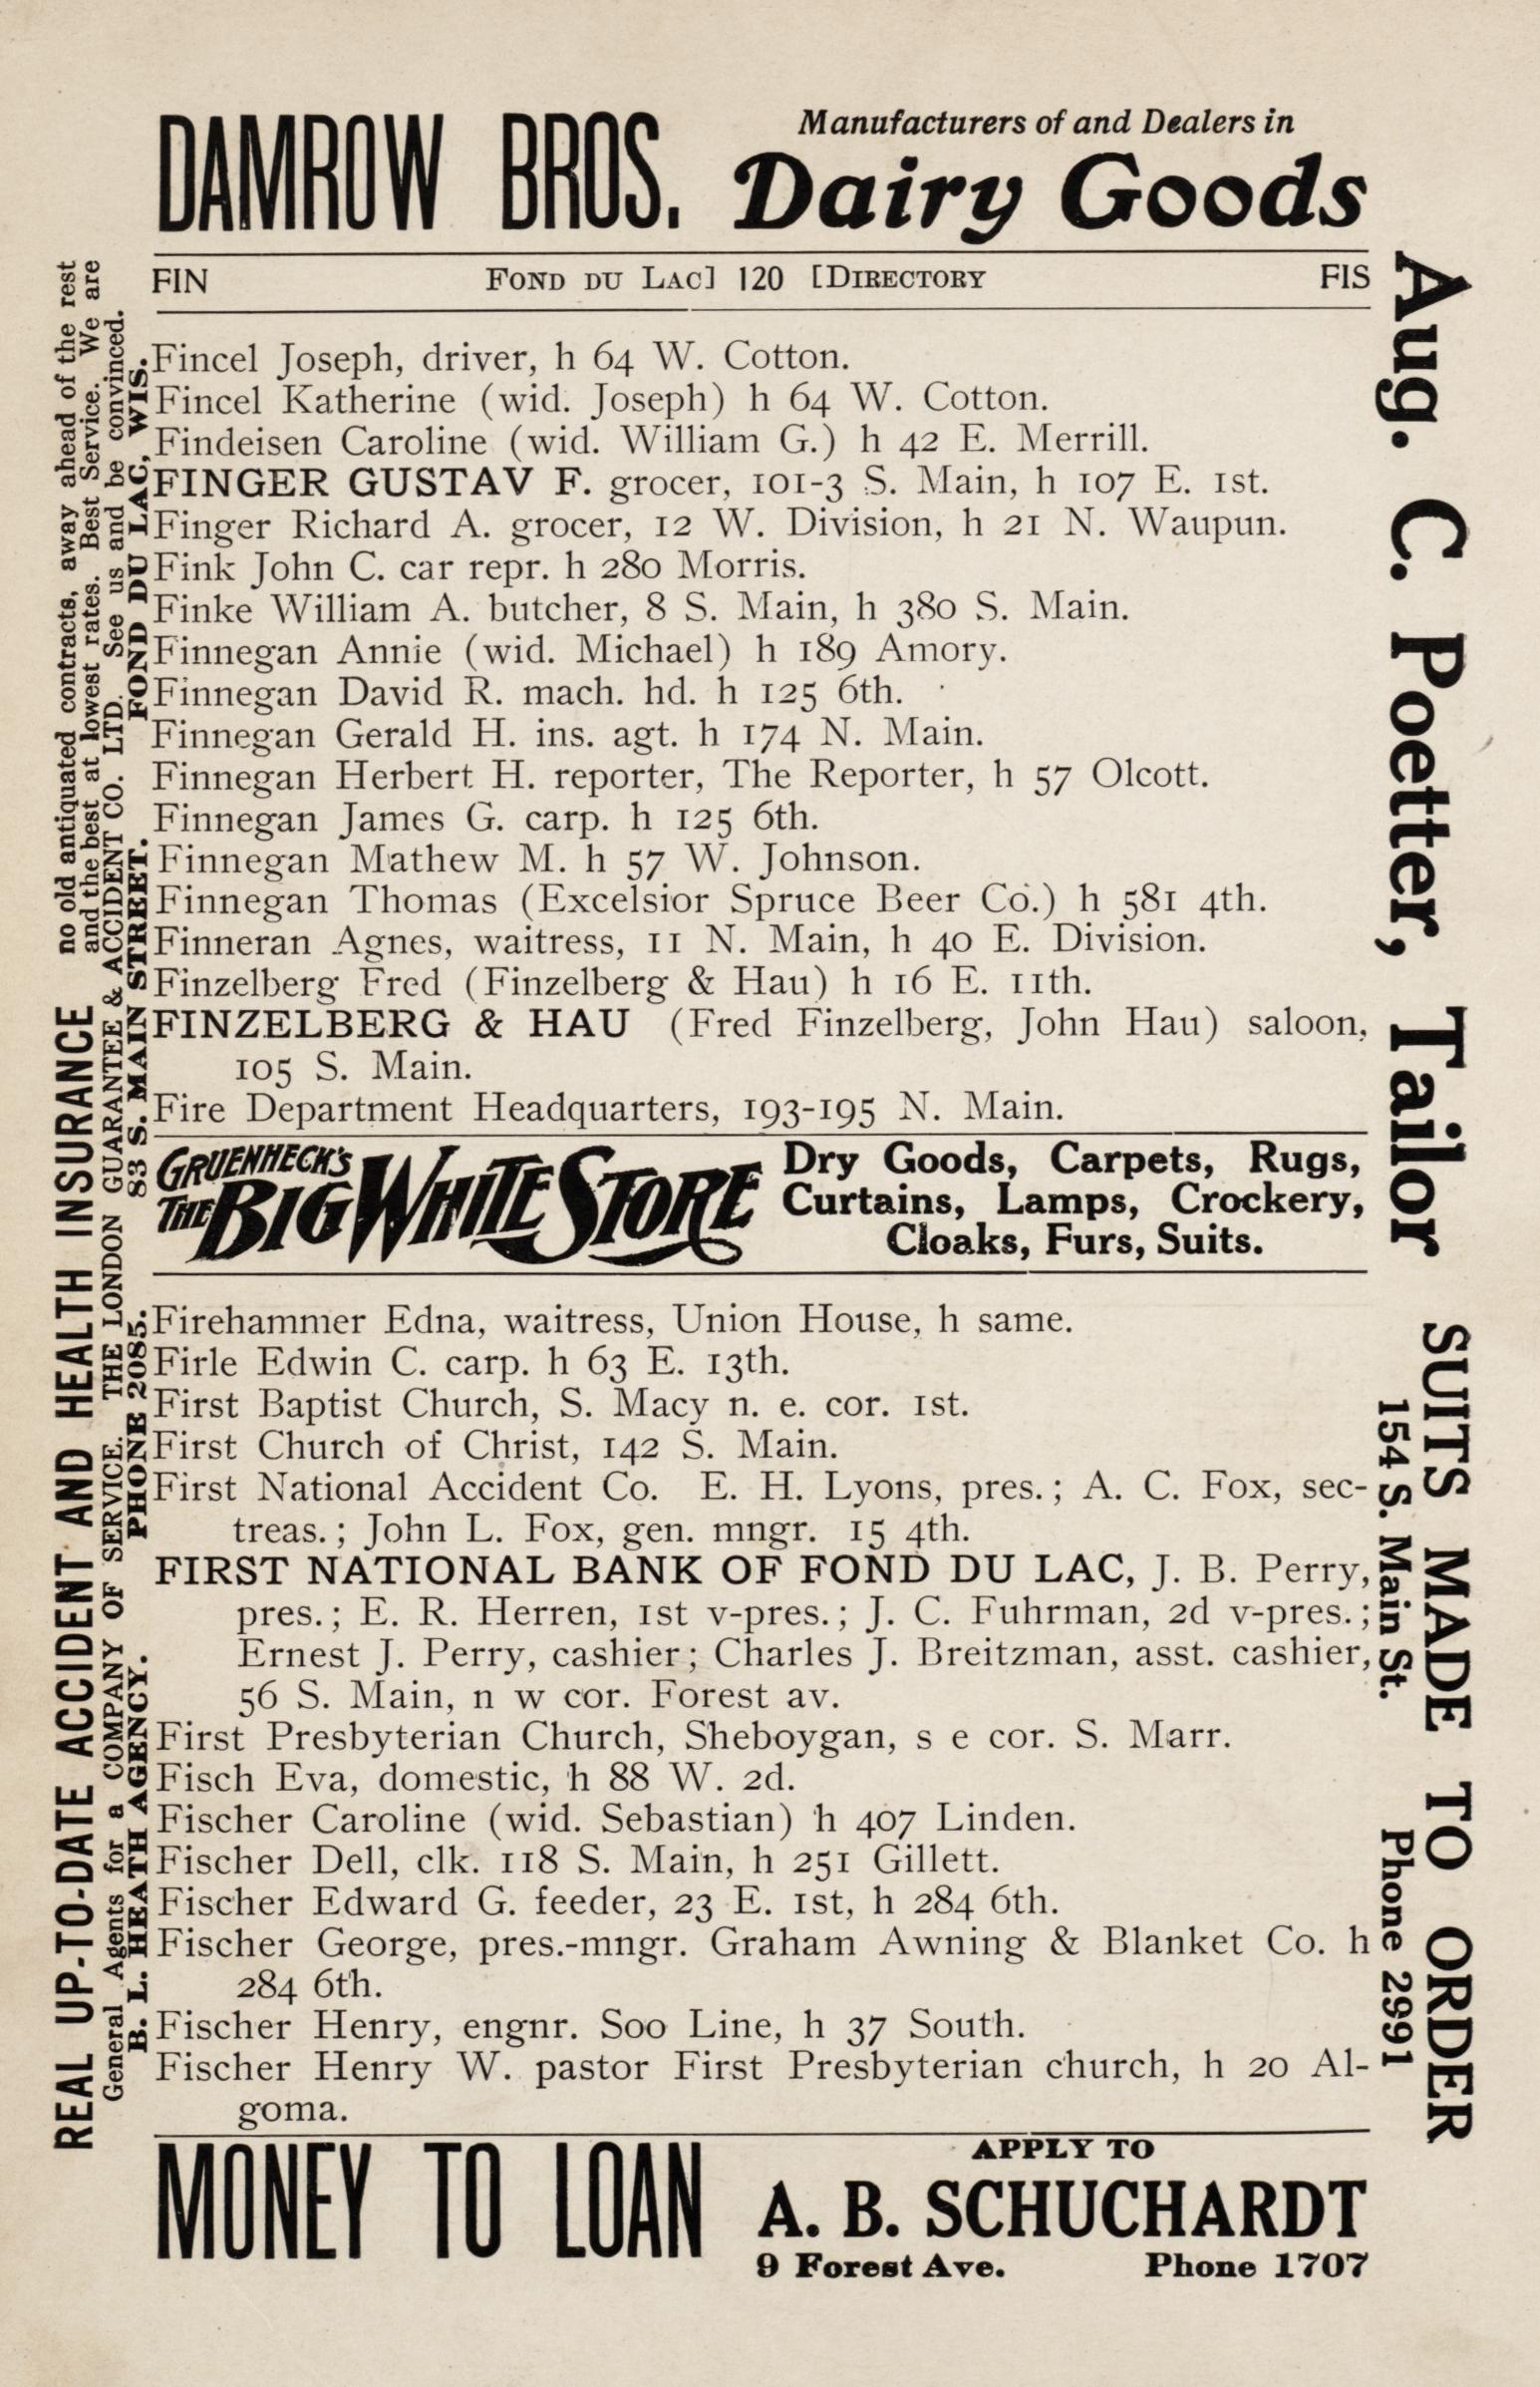 DAMROW BROS. Manufacturers of and Dealers in
Dairy Goods
FIN FOND DU LAC] 120 [DIRECTORY FIS
Fincel Joseph, driver, h 64 W. Cotton.
Fincel Katherine (wid. Joseph) h 64 W. Cotton.
Findeisen Caroline (wid. William G.) h 42 E. Merrill.
FINGER GUSTAV F. grocer, 101-3 S. Main, h 107 E. 1st.
Finger Richard A. grocer, 12 W. Division, h 21 N. Waupun.
Fink John C. car repr. h 280 Morris.
Finke William A. butcher, 8 S. Main, h 380 S. Main.
Finnegan Annie (wid. Michael) h 189 Amory.
Finnegan David R. mach. hd. h 125 6th.
Finnegan Gerald H. ins. agt. h 174 N. Main.
Finnegan Herbert H. reporter, The Reporter, h 57 Olcott.
Finnegan James G. carp. h 125 6th.
Finnegan Mathew M. h 57 W. Johnson.
Finnegan Thomas (Excelsior Spruce Beer Co.) h 581 4th.
Finneran Agnes, waitress, 11 N. Main, h 40 E. Division.
Finzelberg Fred (Finzelberg & Hau) h 16 E. 11th.
FINZELBERG & HAU (Fred Finzelberg, John Hau) saloon,
105 S. Main.
Fire Department Headquarters, 193-195 N. Main.
GRUENHECK'S
THE BIG WHITE STORE
Dry Goods, Carpets, Rugs,
Curtains, Lamps, Crockery,
Cloaks, Furs, Suits.
Firehammer Edna, waitress, Union House, h same.
Firle Edwin C. carp. h 63 E. 13th.
First Baptist Church, S. Macy n. e. cor. 1st.
First Church of Christ, 142 S. Main.
First National Accident Co. E. H. Lyons, pres.; A. C. Fox, sec-
treas.; John L. Fox, gen. mngr. 15 4th.
FIRST NATIONAL BANK OF FOND DU LAC, J. B. Perry,
pres.; E. R. Herren, 1st v-pres.; J. C. Fuhrman, 2d v-pres.;
Ernest J. Perry, cashier; Charles J. Breitzman, asst. cashier,
56 S. Main, n w cor. Forest av.
First Presbyterian Church, Sheboygan, s e cor. S. Marr.
Fisch Eva, domestic, h 88 W. 2d.
Fischer Caroline (wid. Sebastian) h 407 Linden.
Fischer Dell, clk. 118 S. Main, h 251 Gillett.
Fischer Edward G. feeder, 23 E. 1st, h 284 6th.
Fischer George, pres.-mngr. Graham Awning & Blanket Co. h
284 6th.
Fischer Henry, engnr. Soo Line, h 37 South.
Fischer Henry W. pastor First Presbyterian church, h 20 Al-
goma.
MONEY TO LOAN
APPLY TO
A. B. SCHUCHARDT
9 Forest Ave. Phone 1707
REAL UP-TO-DATE ACCIDENT AND HEALTH INSURANCE
no old antiquated contracts, away ahead of the rest
and the best at lowest rates. Best Service. We are
General Agents for a COMPANY OF SERVICE. THE LONDON GUARANTEE & ACCIDENT CO. LTD. See us and be convinced.
B. L. HEATH AGENCY. PHONE 2085. 83 S. MAIN STREET. FOND DU LAC, WIS.
Aug. C. Poetter, Tailor
SUITS MADE TO ORDER
154 S. Main St. Phone 2991